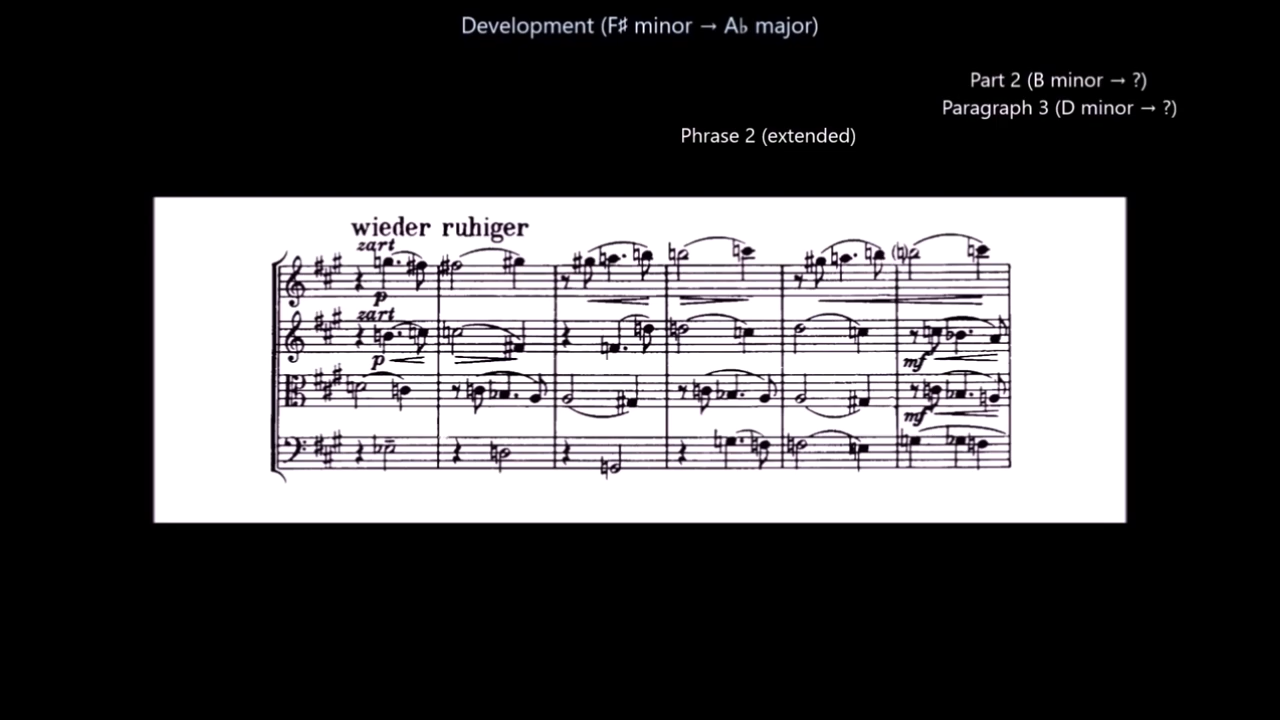 Development (F♯ minor → A♭ major)
Part 2 (B minor → ?)
Paragraph 3 (D minor → ?)
Phrase 2 (extended)
wieder ruhiger
zart
p
zart
p
mf
mf